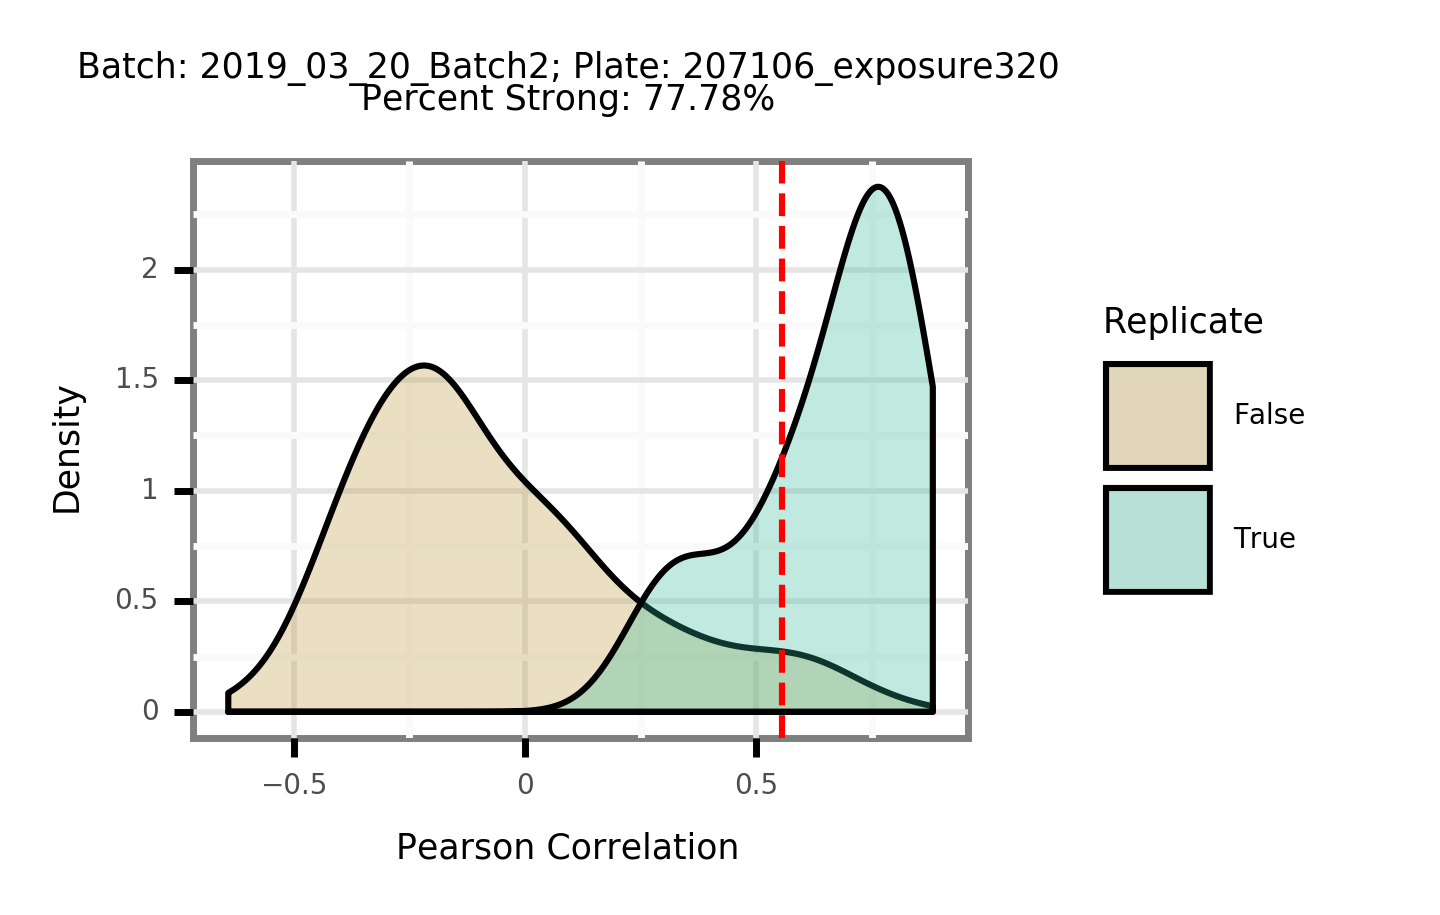 Batch: 2019_03_20_Batch2; Plate: 207106_exposure320
Percent Strong: 77.78%
Density
2
1.5
1
0.5
0
−0.5
0
0.5
Pearson Correlation
Replicate
False
True